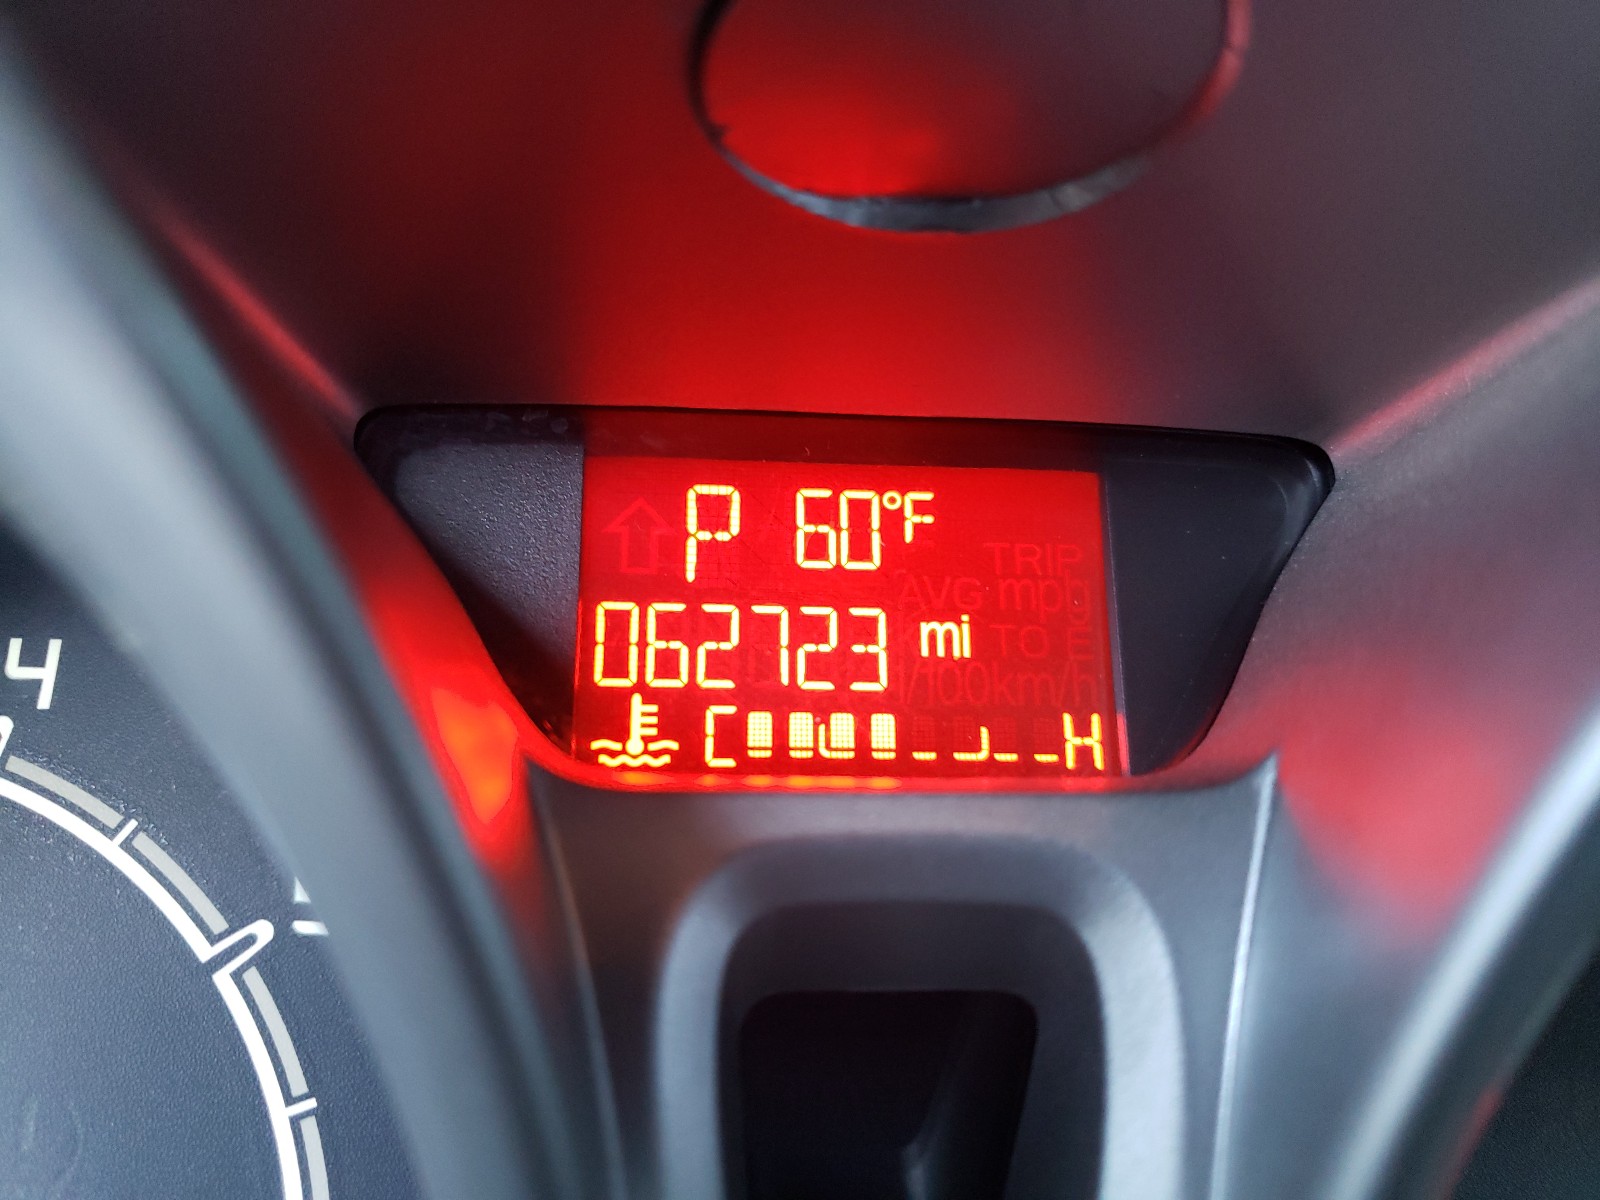 P 60°F
TRIP
AVG mpg
062723 mi TO E
l/100km/h
C H
4